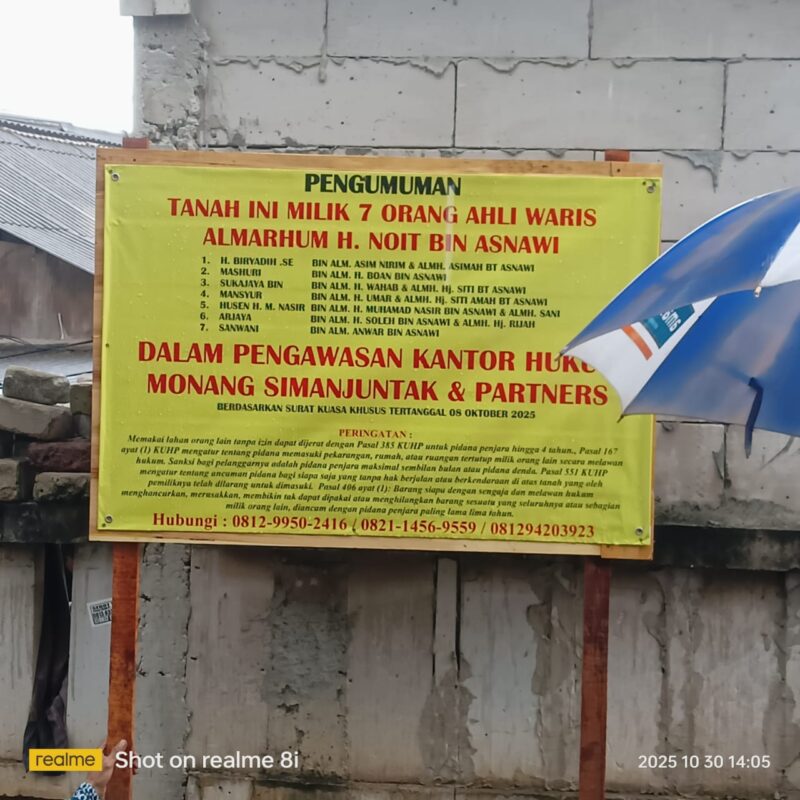 PENGUMUMAN
TANAH INI MILIK 7 ORANG AHLI WARIS
ALMARHUM H. NOIT BIN ASNAWI
1. H. BIRYADIH .SE BIN ALM. ASIM NIRIM & ALMH. ASIMAH BT ASNAWI
2. MASHURI BIN ALM. H. BOAN BIN ASNAWI
3. SUKAJAYA BIN BIN ALM. H. WAHAB & ALMH. Hj. SITI BT ASNAWI
4. MANSYUR BIN ALM. H. UMAR & ALMH. Hj. SITI AMAH BT ASNAWI
5. HUSEN H. M. NASIR BIN ALM. H. MUHAMAD NASIR BIN ASNAWI & ALMH. SANI
6. ARJAYA BIN ALM. H. SOLEH BIN ASNAWI & ALMH. Hj. RIJAH
7. SANWANI BIN ALM. ANWAR BIN ASNAWI
DALAM PENGAWASAN KANTOR HUKU
MONANG SIMANJUNTAK & PARTNERS
BERDASARKAN SURAT KUASA KHUSUS TERTANGGAL 08 OKTOBER 2025
PERINGATAN :
Memakai lahan orang lain tanpa izin dapat dijerat dengan Pasal 385 KUHP untuk pidana penjara hingga 4 tahun., Pasal 167
ayat (1) KUHP mengatur tentang pidana memasuki pekarangan, rumah, atau ruangan tertutup milik orang lain secara melawan
hukum. Sanksi bagi pelanggarnya adalah pidana penjara maksimal sembilan bulan atau pidana denda. Pasal 551 KUHP
mengatur tentang ancuman pidana bagi siapa saja yang tanpa hak berjalan atau berkendaraan di atas tanah yang oleh
pemiliknya telah dilarang untuk dimasuki. Pasal 406 ayat (1): Barang siapa dengan sengaja dan melawan hukum
menghancurkan, merusakkan, membikin tak dapat dipakai atau menghilangkan barang sesuatu yang seluruhnya atau sebagian
milik orang lain, diancum dengan pidana penjara paling lama lima tahun.
Hubungi : 0812-9950-2416 / 0821-1456-9559 / 081294203923
realme Shot on realme 8i
2025 10 30 14:05